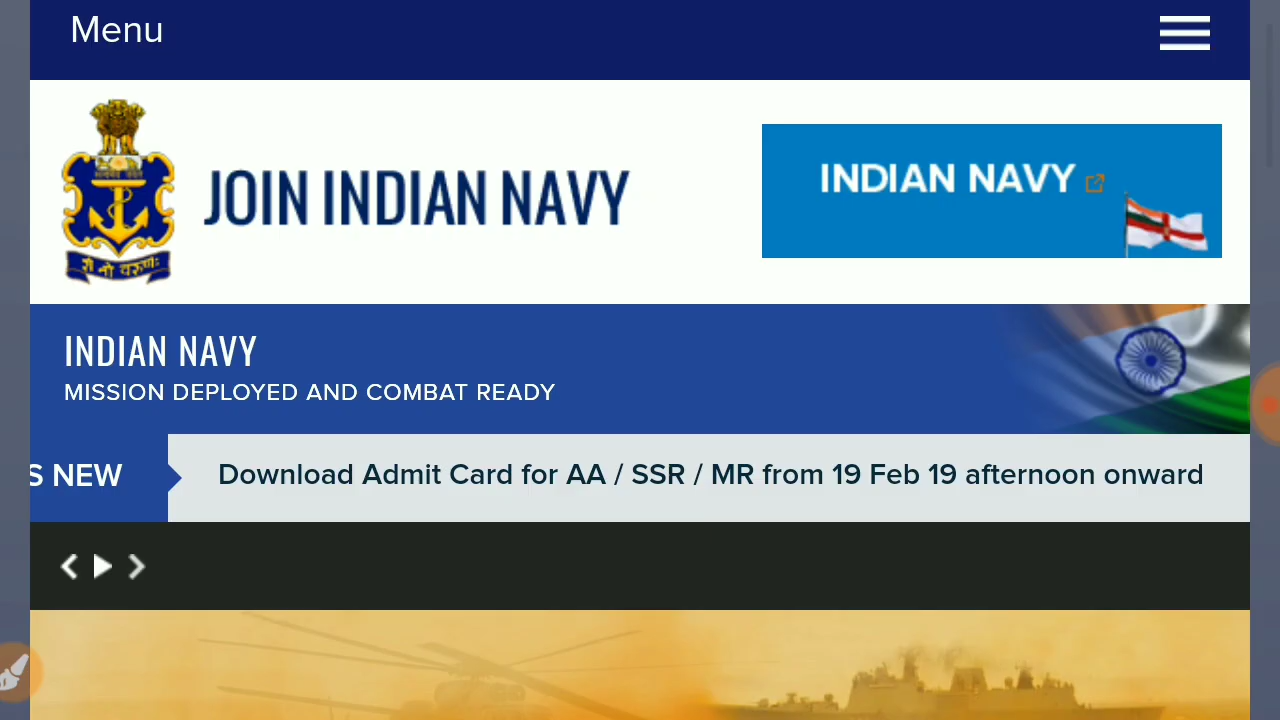 Menu
JOIN INDIAN NAVY
INDIAN NAVY
शं नो वरुणः
INDIAN NAVY
MISSION DEPLOYED AND COMBAT READY
S NEW
Download Admit Card for AA / SSR / MR from 19 Feb 19 afternoon onward